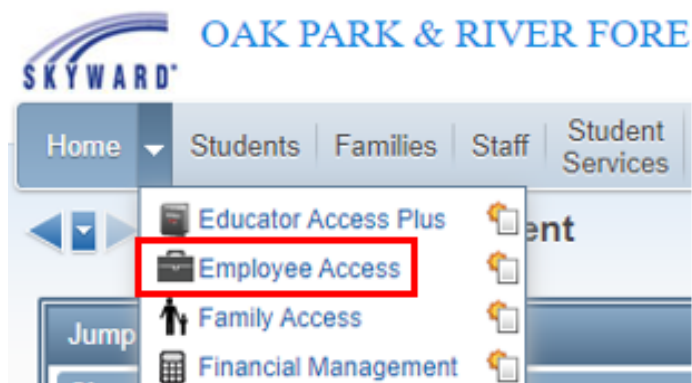 OAK PARK & RIVER FORE
SKYWARD
Home Students Families Staff Student Services
Educator Access Plus
ent
Employee Access
Family Access
Jump
Financial Management